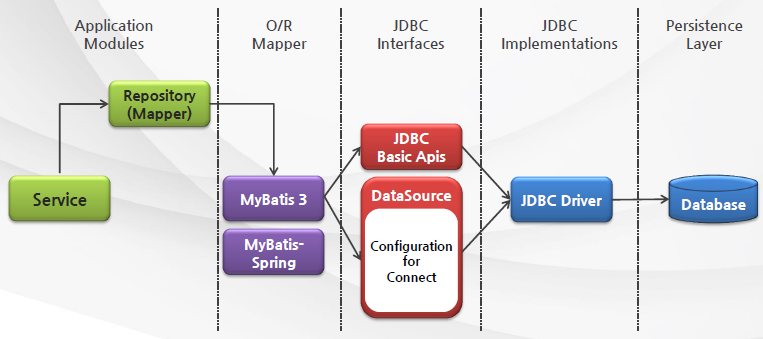 Application
Modules
O/R
Mapper
JDBC
Interfaces
JDBC
Implementations
Persistence
Layer
Repository
(Mapper)
Service
MyBatis 3
MyBatis-
Spring
JDBC
Basic Apis
DataSource
Configuration
for
Connect
JDBC Driver
Database